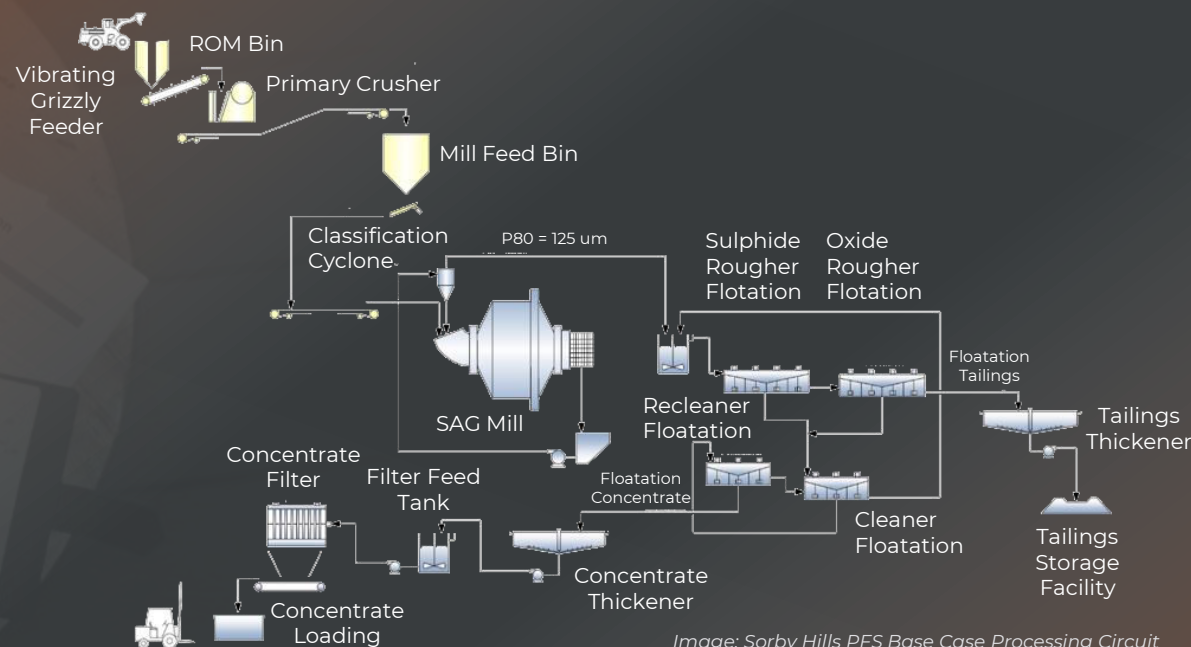 ROM Bin
Vibrating
Grizzly
Feeder
Primary Crusher
Mill Feed Bin
Classification
Cyclone
P80 = 125 um
Sulphide
Rougher
Flotation
Oxide
Rougher
Flotation
Floatation
Tailings
SAG Mill
Recleaner
Floatation
Tailings
Thickener
Concentrate
Filter
Filter Feed
Tank
Floatation
Concentrate
Cleaner
Floatation
Tailings
Storage
Facility
Concentrate
Thickener
Concentrate
Loading
Image: Sorby Hills PFS Base Case Processing Circuit